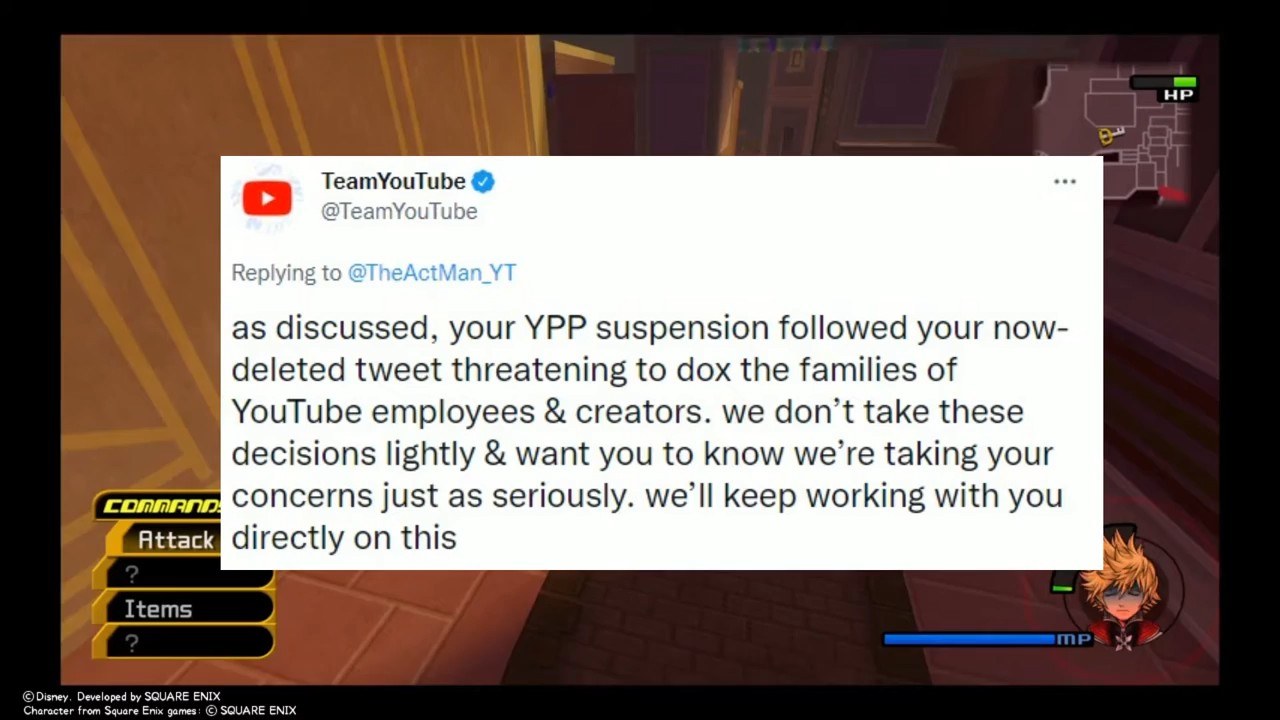 HP
TeamYouTube
@TeamYouTube
Replying to @TheActMan_YT
as discussed, your YPP suspension followed your now-
deleted tweet threatening to dox the families of
YouTube employees & creators. we don’t take these
decisions lightly & want you to know we’re taking your
concerns just as seriously. we’ll keep working with you
directly on this
COMMANDS
Attack
?
Items
?
MP
©Disney. Developed by SQUARE ENIX
Character from Square Enix games: © SQUARE ENIX